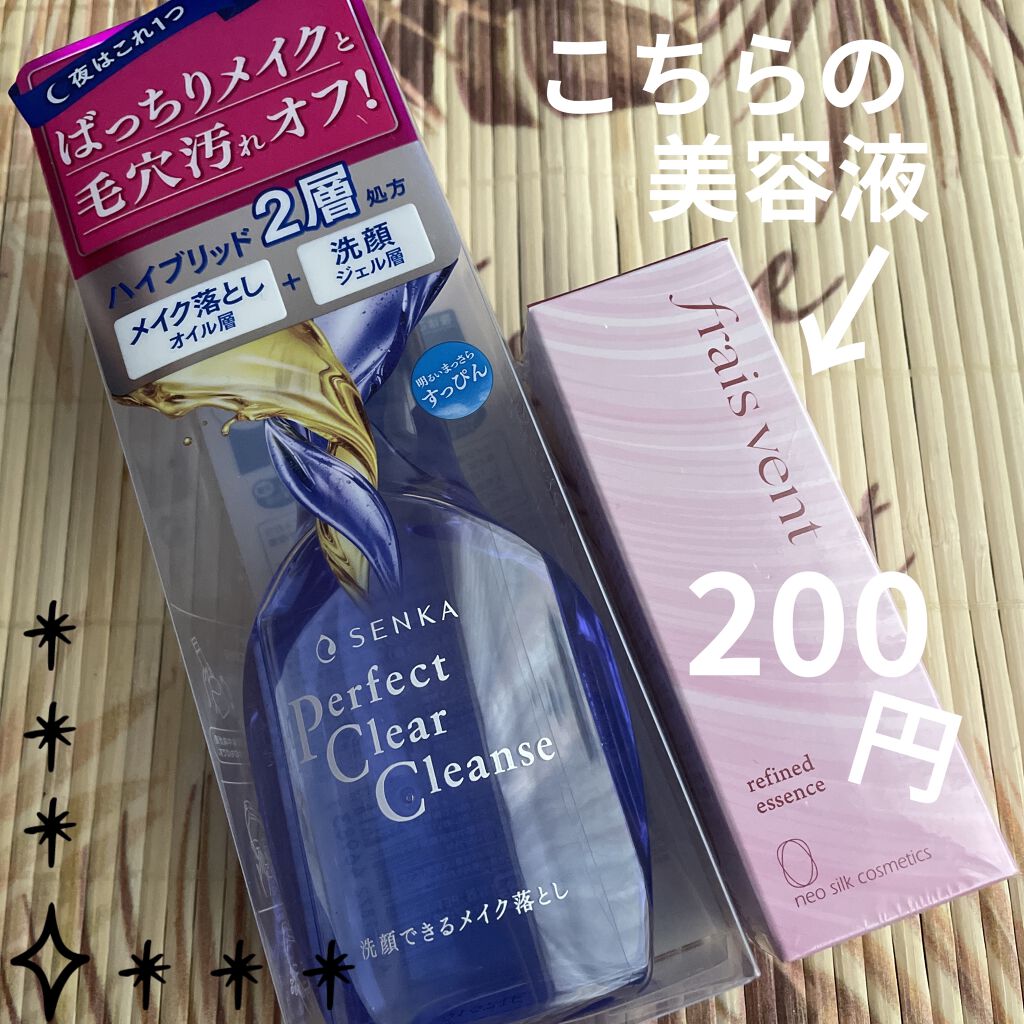 夜はこれ1つ
ばっちりメイクと
毛穴汚れオフ!
ハイブリッド2層処方
メイク落とし
オイル層
+
洗顔
ジェル層
明るいまっさら
すっぴん
SENKA
Perfect
Clear
Cleanse
洗顔できるメイク落とし
こちらの
美容液
frais vent
200
円
refined
essence
neo silk cosmetics